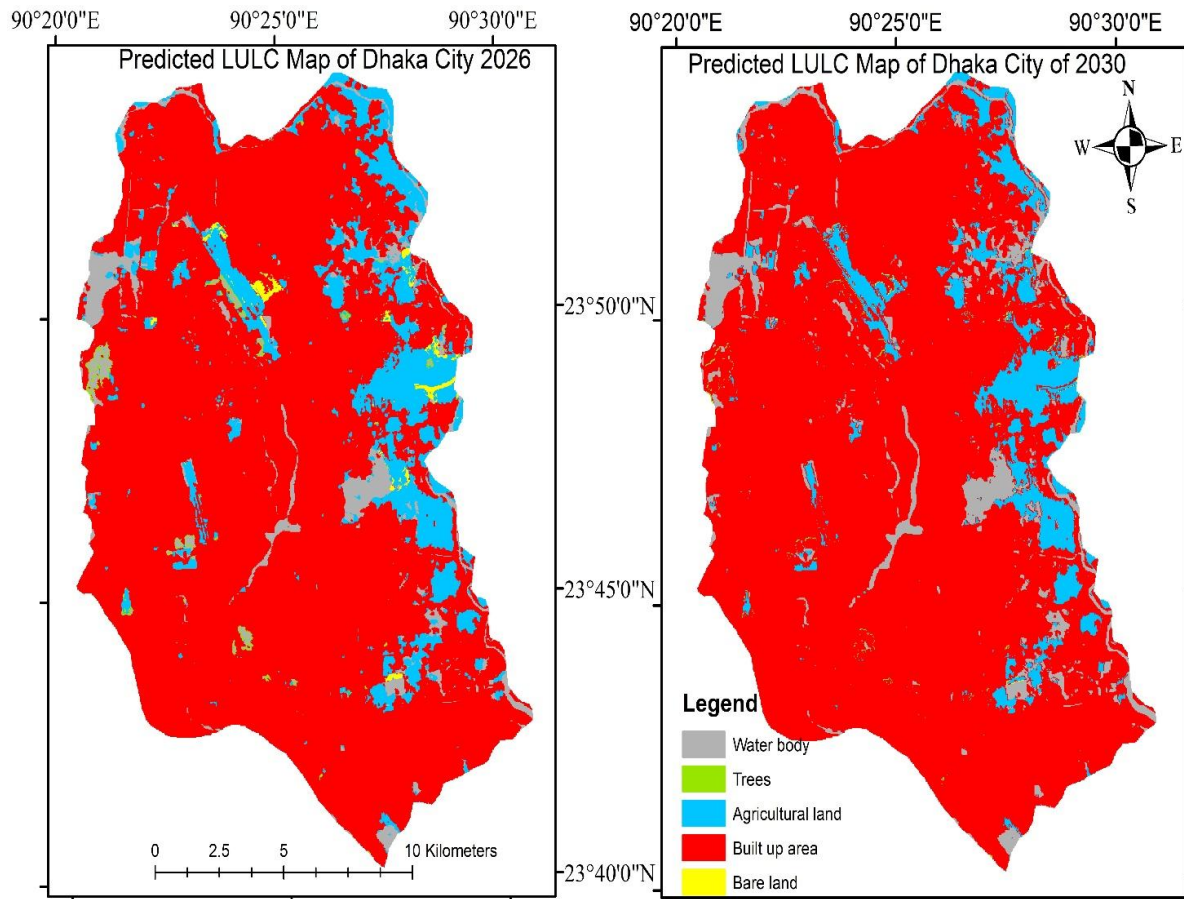 90°20'0"E 90°25'0"E 90°30'0"E 90°20'0"E 90°25'0"E 90°30'0"E
Predicted LULC Map of Dhaka City 2026
Predicted LULC Map of Dhaka City of 2030
N
W E
S
23°50'0"N
23°45'0"N
23°40'0"N
0 2.5 5 10 Kilometers
Legend
Water body
Trees
Agricultural land
Built up area
Bare land